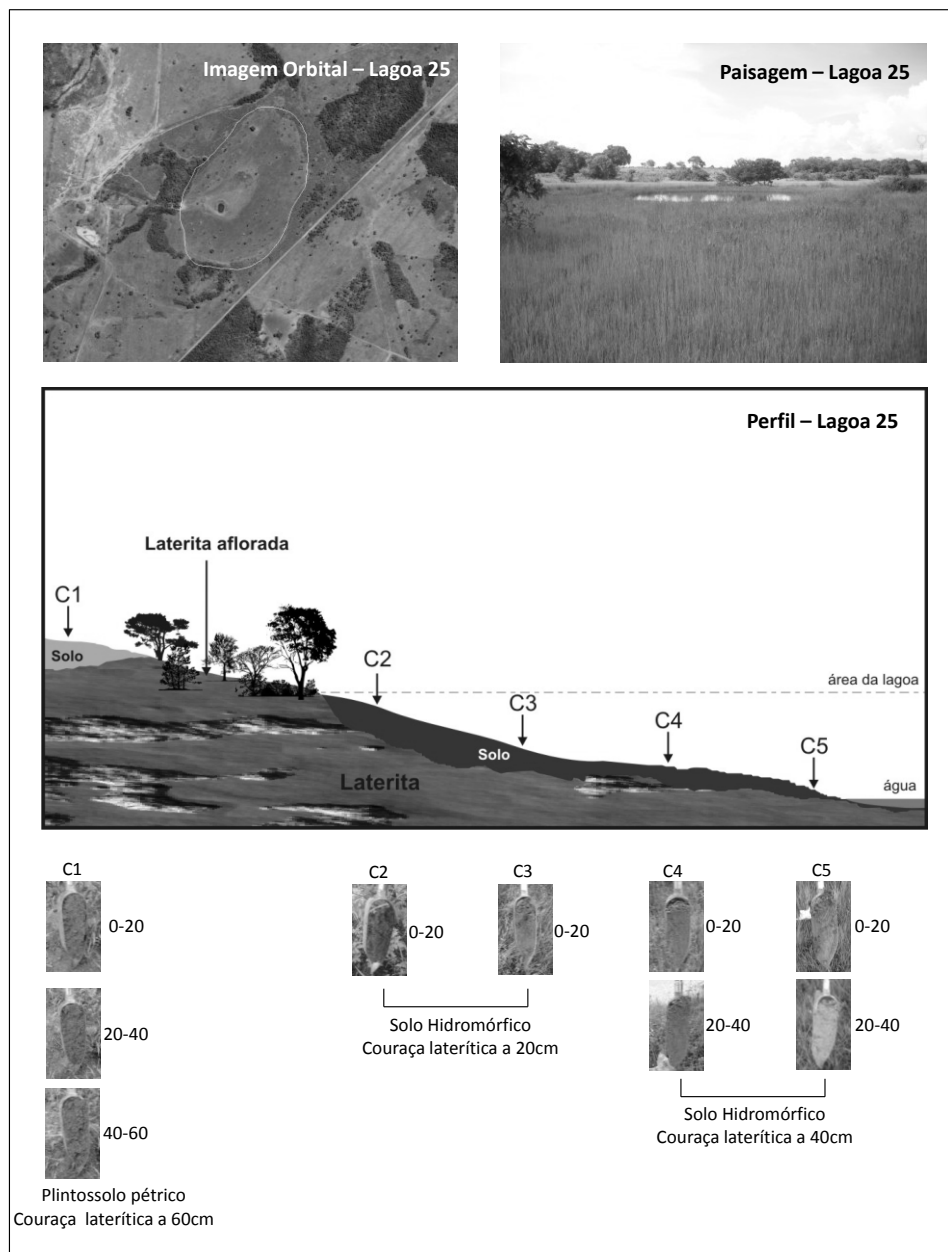 Imagem Orbital – Lagoa 25
Paisagem – Lagoa 25
Perfil – Lagoa 25
Laterita aflorada
C1
Solo
C2
área da lagoa
C3
C4
Solo
C5
Laterita
água
C1
0-20
20-40
40-60
Plintossolo pétrico
Couraça laterítica a 60cm
C2
0-20
C3
0-20
Solo Hidromórfico
Couraça laterítica a 20cm
C4
0-20
20-40
C5
0-20
20-40
Solo Hidromórfico
Couraça laterítica a 40cm